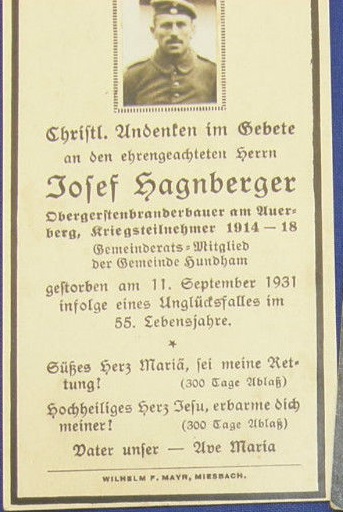 Christl. Andenken im Gebete
an den ehrengeachteten Herrn
Josef Hagnberger
Obergerstenbranderbauer am Auer-
berg, Kriegsteilnehmer 1914 — 18
Gemeinderats-Mitglied
der Gemeinde Hundham
gestorben am 11. September 1931
infolge eines Unglücksfalles im
55. Lebensjahre.
*
Süßes Herz Mariä, sei meine Ret-
tung! (300 Tage Ablaß)
Hochheiliges Herz Jesu, erbarme dich
meiner! (300 Tage Ablaß)
Vater unser — Ave Maria
WILHELM F. MAYR, MIESBACH.